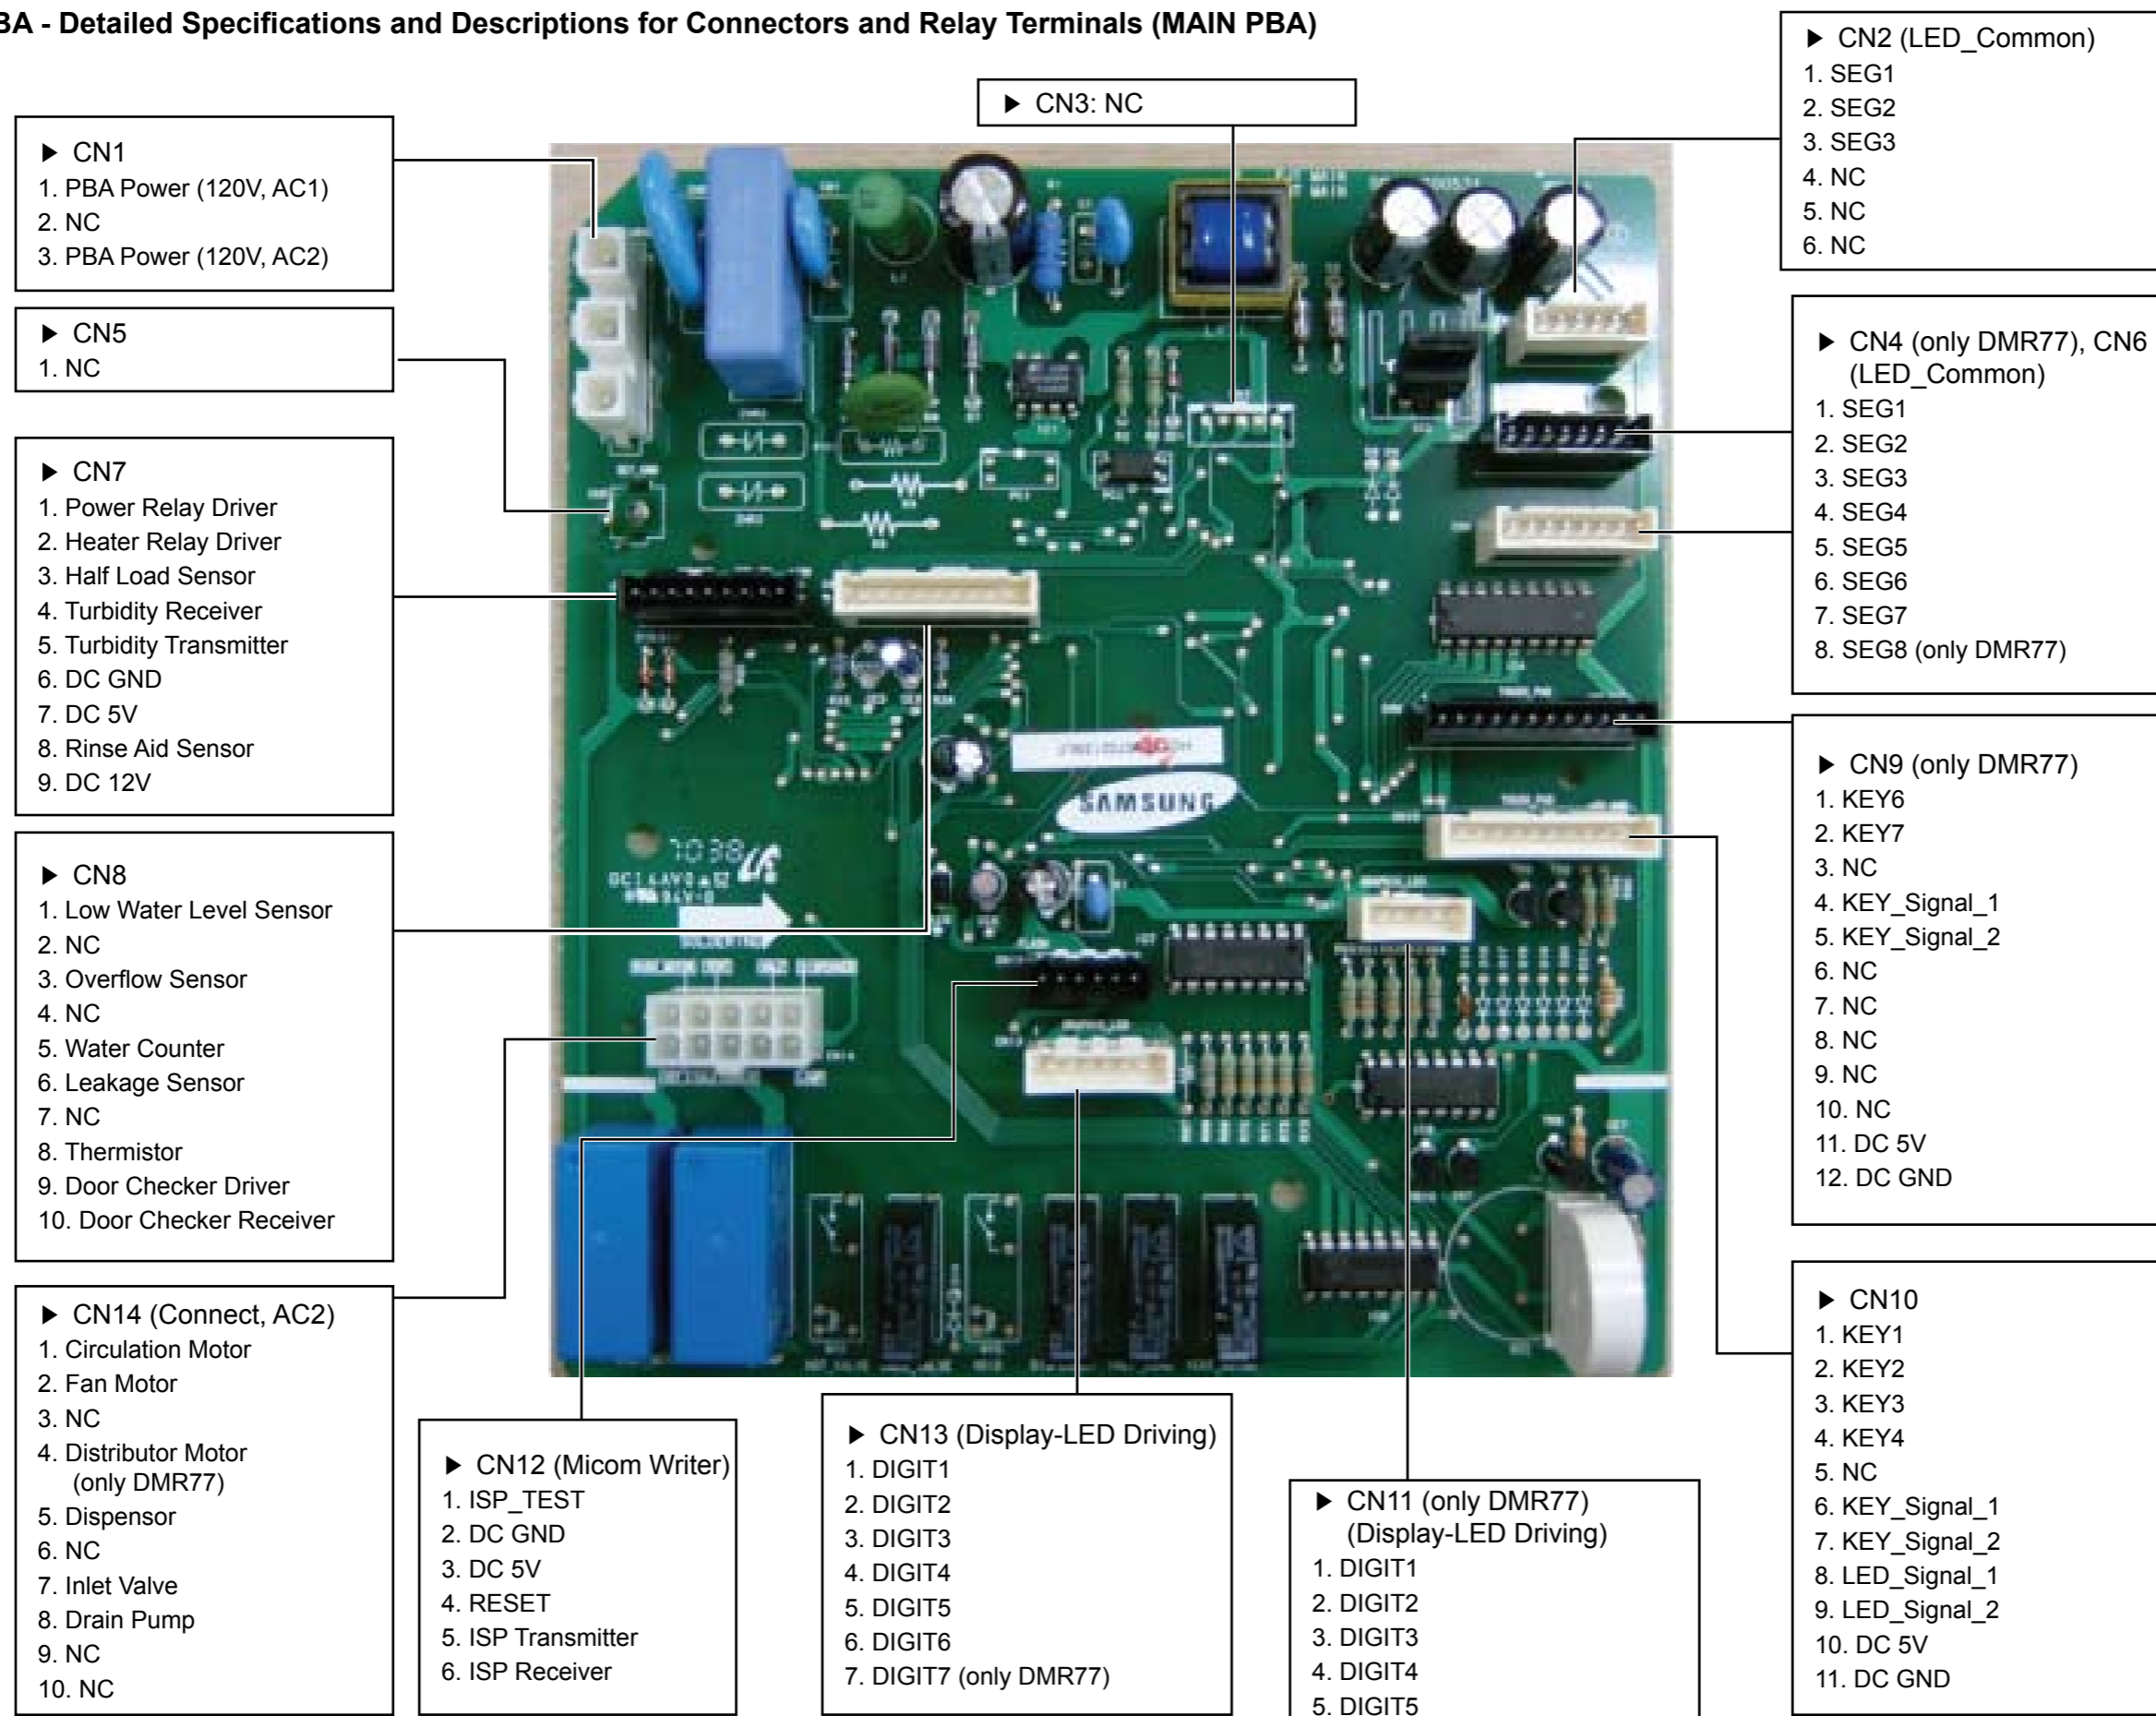 BA - Detailed Specifications and Descriptions for Connectors and Relay Terminals (MAIN PBA)
▶ CN3: NC
▶ CN2 (LED_Common)
1. SEG1
2. SEG2
3. SEG3
4. NC
5. NC
6. NC
▶ CN1
1. PBA Power (120V, AC1)
2. NC
3. PBA Power (120V, AC2)
▶ CN5
1. NC
▶ CN4 (only DMR77), CN6
(LED_Common)
1. SEG1
2. SEG2
3. SEG3
4. SEG4
5. SEG5
6. SEG6
7. SEG7
8. SEG8 (only DMR77)
▶ CN7
1. Power Relay Driver
2. Heater Relay Driver
3. Half Load Sensor
4. Turbidity Receiver
5. Turbidity Transmitter
6. DC GND
7. DC 5V
8. Rinse Aid Sensor
9. DC 12V
▶ CN9 (only DMR77)
1. KEY6
2. KEY7
3. NC
4. KEY_Signal_1
5. KEY_Signal_2
6. NC
7. NC
8. NC
9. NC
10. NC
11. DC 5V
12. DC GND
SAMSUNG
7038
▶ CN8
1. Low Water Level Sensor
2. NC
3. Overflow Sensor
4. NC
5. Water Counter
6. Leakage Sensor
7. NC
8. Thermistor
9. Door Checker Driver
10. Door Checker Receiver
▶ CN14 (Connect, AC2)
1. Circulation Motor
2. Fan Motor
3. NC
4. Distributor Motor
(only DMR77)
5. Dispensor
6. NC
7. Inlet Valve
8. Drain Pump
9. NC
10. NC
▶ CN12 (Micom Writer)
1. ISP_TEST
2. DC GND
3. DC 5V
4. RESET
5. ISP Transmitter
6. ISP Receiver
▶ CN13 (Display-LED Driving)
1. DIGIT1
2. DIGIT2
3. DIGIT3
4. DIGIT4
5. DIGIT5
6. DIGIT6
7. DIGIT7 (only DMR77)
▶ CN11 (only DMR77)
(Display-LED Driving)
1. DIGIT1
2. DIGIT2
3. DIGIT3
4. DIGIT4
5. DIGIT5
▶ CN10
1. KEY1
2. KEY2
3. KEY3
4. KEY4
5. NC
6. KEY_Signal_1
7. KEY_Signal_2
8. LED_Signal_1
9. LED_Signal_2
10. DC 5V
11. DC GND